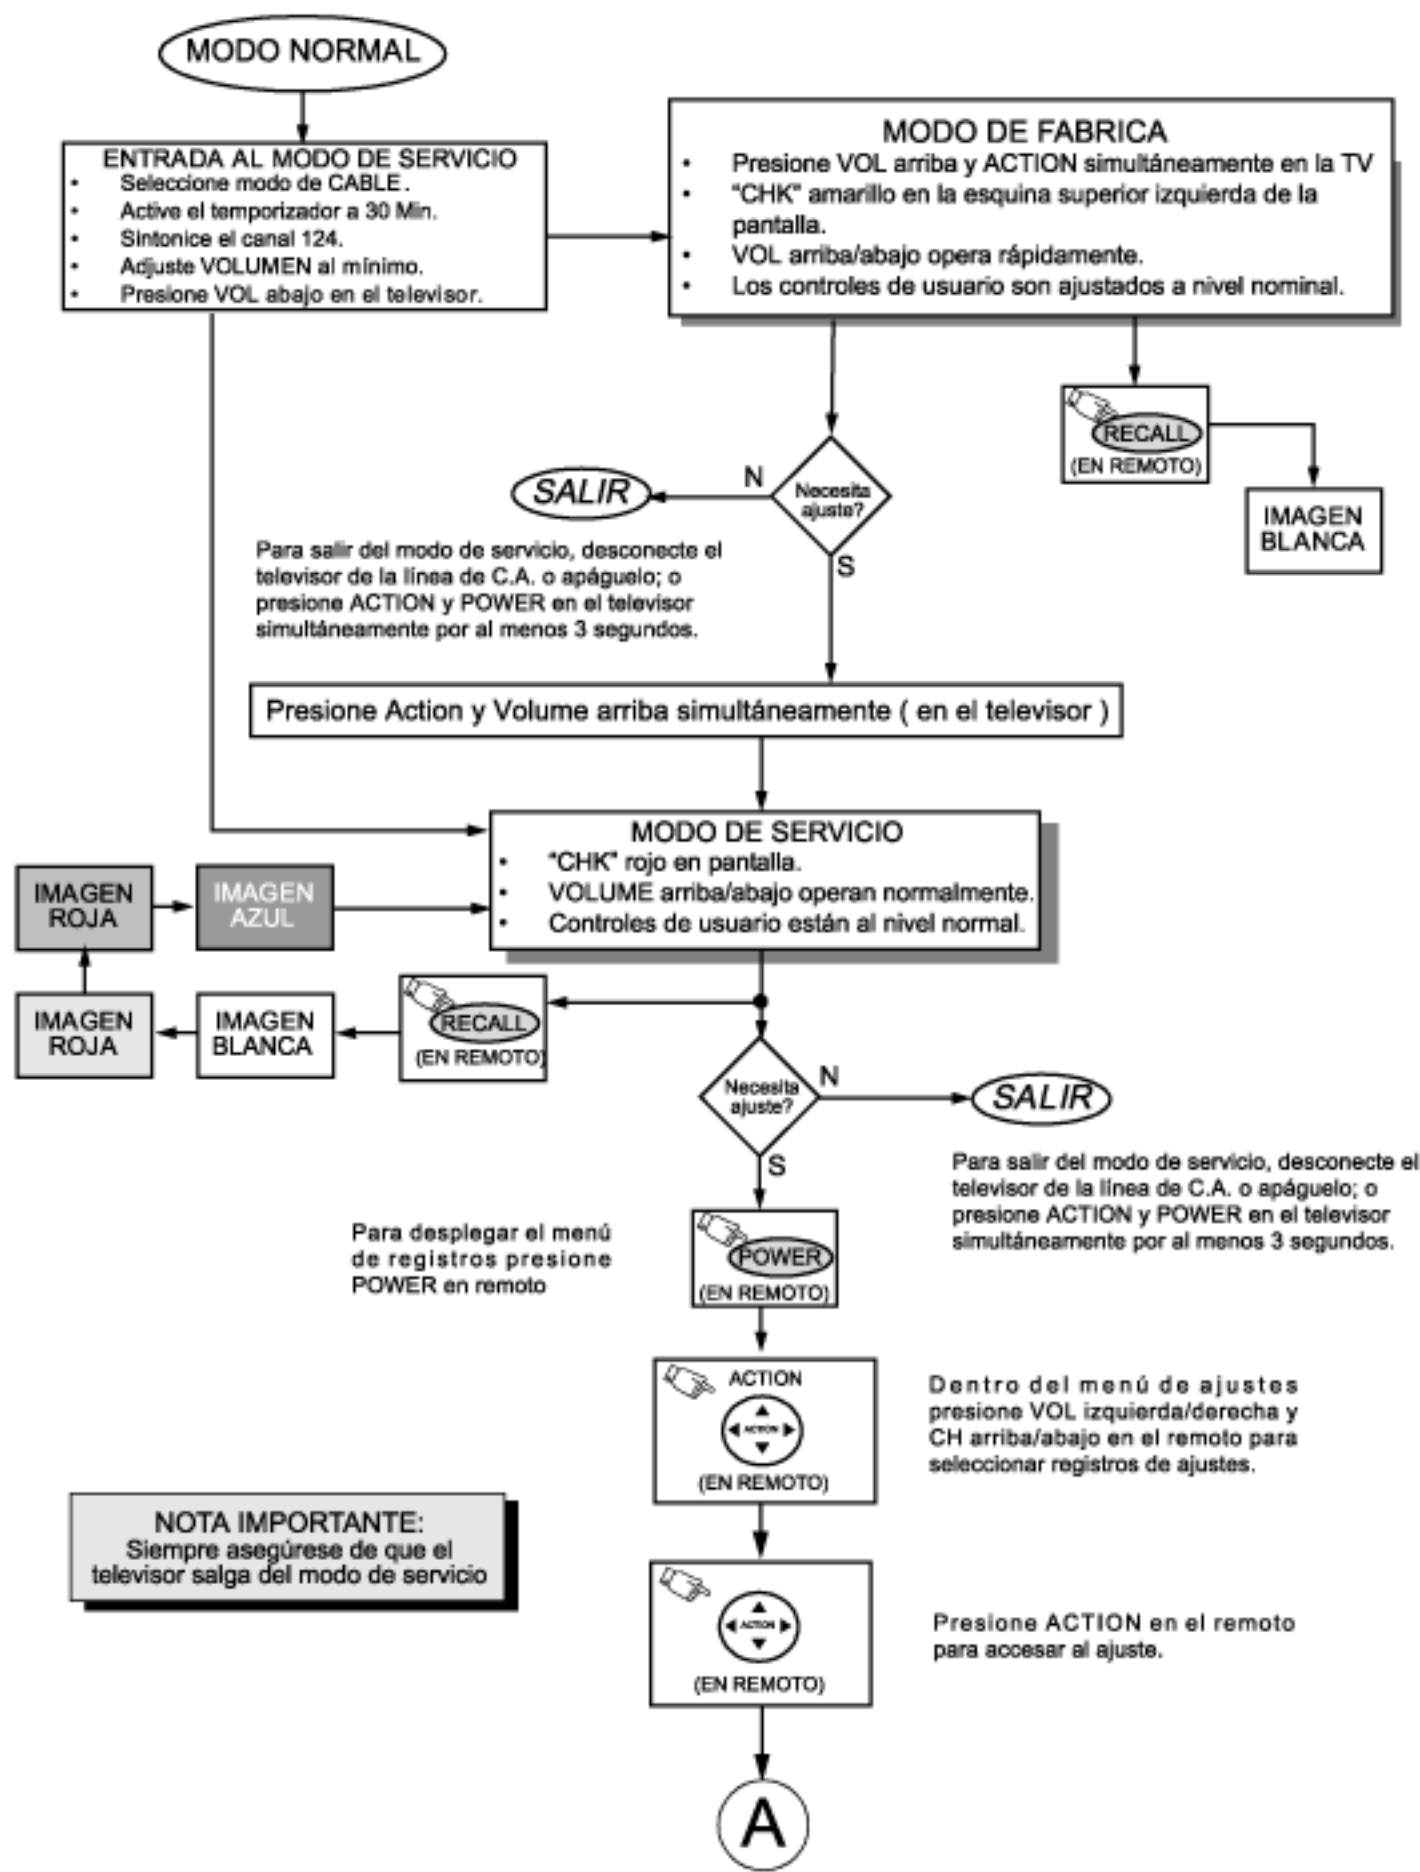 MODO NORMAL
ENTRADA AL MODO DE SERVICIO
• Seleccione modo de CABLE.
• Active el temporizador a 30 Min.
• Sintonice el canal 124.
• Adjuste VOLUMEN al mínimo.
• Presione VOL abajo en el televisor.
MODO DE FABRICA
• Presione VOL arriba y ACTION simultáneamente en la TV
• “CHK” amarillo en la esquina superior izquierda de la
pantalla.
• VOL arriba/abajo opera rápidamente.
• Los controles de usuario son ajustados a nivel nominal.
RECALL
(EN REMOTO)
IMAGEN
BLANCA
Necesita
ajuste?
N
SALIR
S
Para salir del modo de servicio, desconecte el
televisor de la línea de C.A. o apáguelo; o
presione ACTION y POWER en el televisor
simultáneamente por al menos 3 segundos.
Presione Action y Volume arriba simultáneamente ( en el televisor )
MODO DE SERVICIO
• “CHK” rojo en pantalla.
• VOLUME arriba/abajo operan normalmente.
• Controles de usuario están al nivel normal.
IMAGEN
ROJA
IMAGEN
AZUL
IMAGEN
ROJA
IMAGEN
BLANCA
RECALL
(EN REMOTO)
Necesita
ajuste?
N
SALIR
S
Para salir del modo de servicio, desconecte el
televisor de la línea de C.A. o apáguelo; o
presione ACTION y POWER en el televisor
simultáneamente por al menos 3 segundos.
Para desplegar el menú
de registros presione
POWER en remoto
POWER
(EN REMOTO)
ACTION
ACTION
(EN REMOTO)
Dentro del menú de ajustes
presione VOL izquierda/derecha y
CH arriba/abajo en el remoto para
seleccionar registros de ajustes.
NOTA IMPORTANTE:
Siempre asegúrese de que el
televisor salga del modo de servicio
ACTION
(EN REMOTO)
Presione ACTION en el remoto
para accesar al ajuste.
A